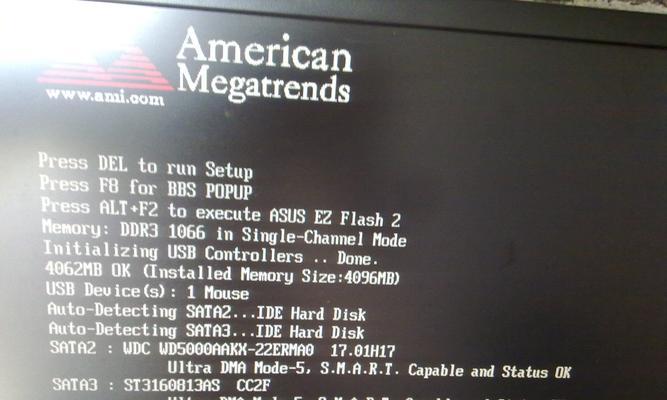 American
Megatrends
www.ami.com
Press DEL to run Setup
Press F8 for BBS POPUP
Press ALT+F2 to execute ASUS EZ Flash 2
Memory: DDR3 1066 in Single-Channel Mode
Initializing USB Controllers .. Done.
4062MB OK (Installed Memory Size:4096MB)
USB Device(s): 1 Mouse
Auto-Detecting SATA2...IDE Hard Disk
Auto-Detecting SATA3...IDE Hard Disk
SATA2 : WDC WD5000AAKX-22ERMA0 17.01H17
Ultra DMA Mode-5, S.M.A.R.T. Capable and Status OK
SATA3 : ST3160813AS CC2F